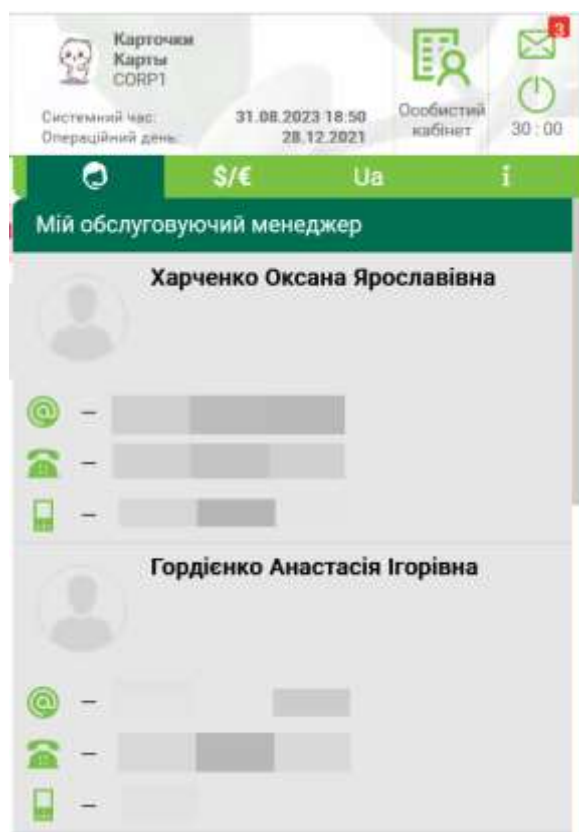 Карточки
Карты
CORP1
3
Системний час: 31.08.2023 18:50
Операційний день: 28.12.2021
Особистий
кабінет
30:00
$/€ Ua i
Мій обслуговуючий менеджер
Харченко Оксана Ярославівна
–
–
–
Гордієнко Анастасія Ігорівна
–
–
–